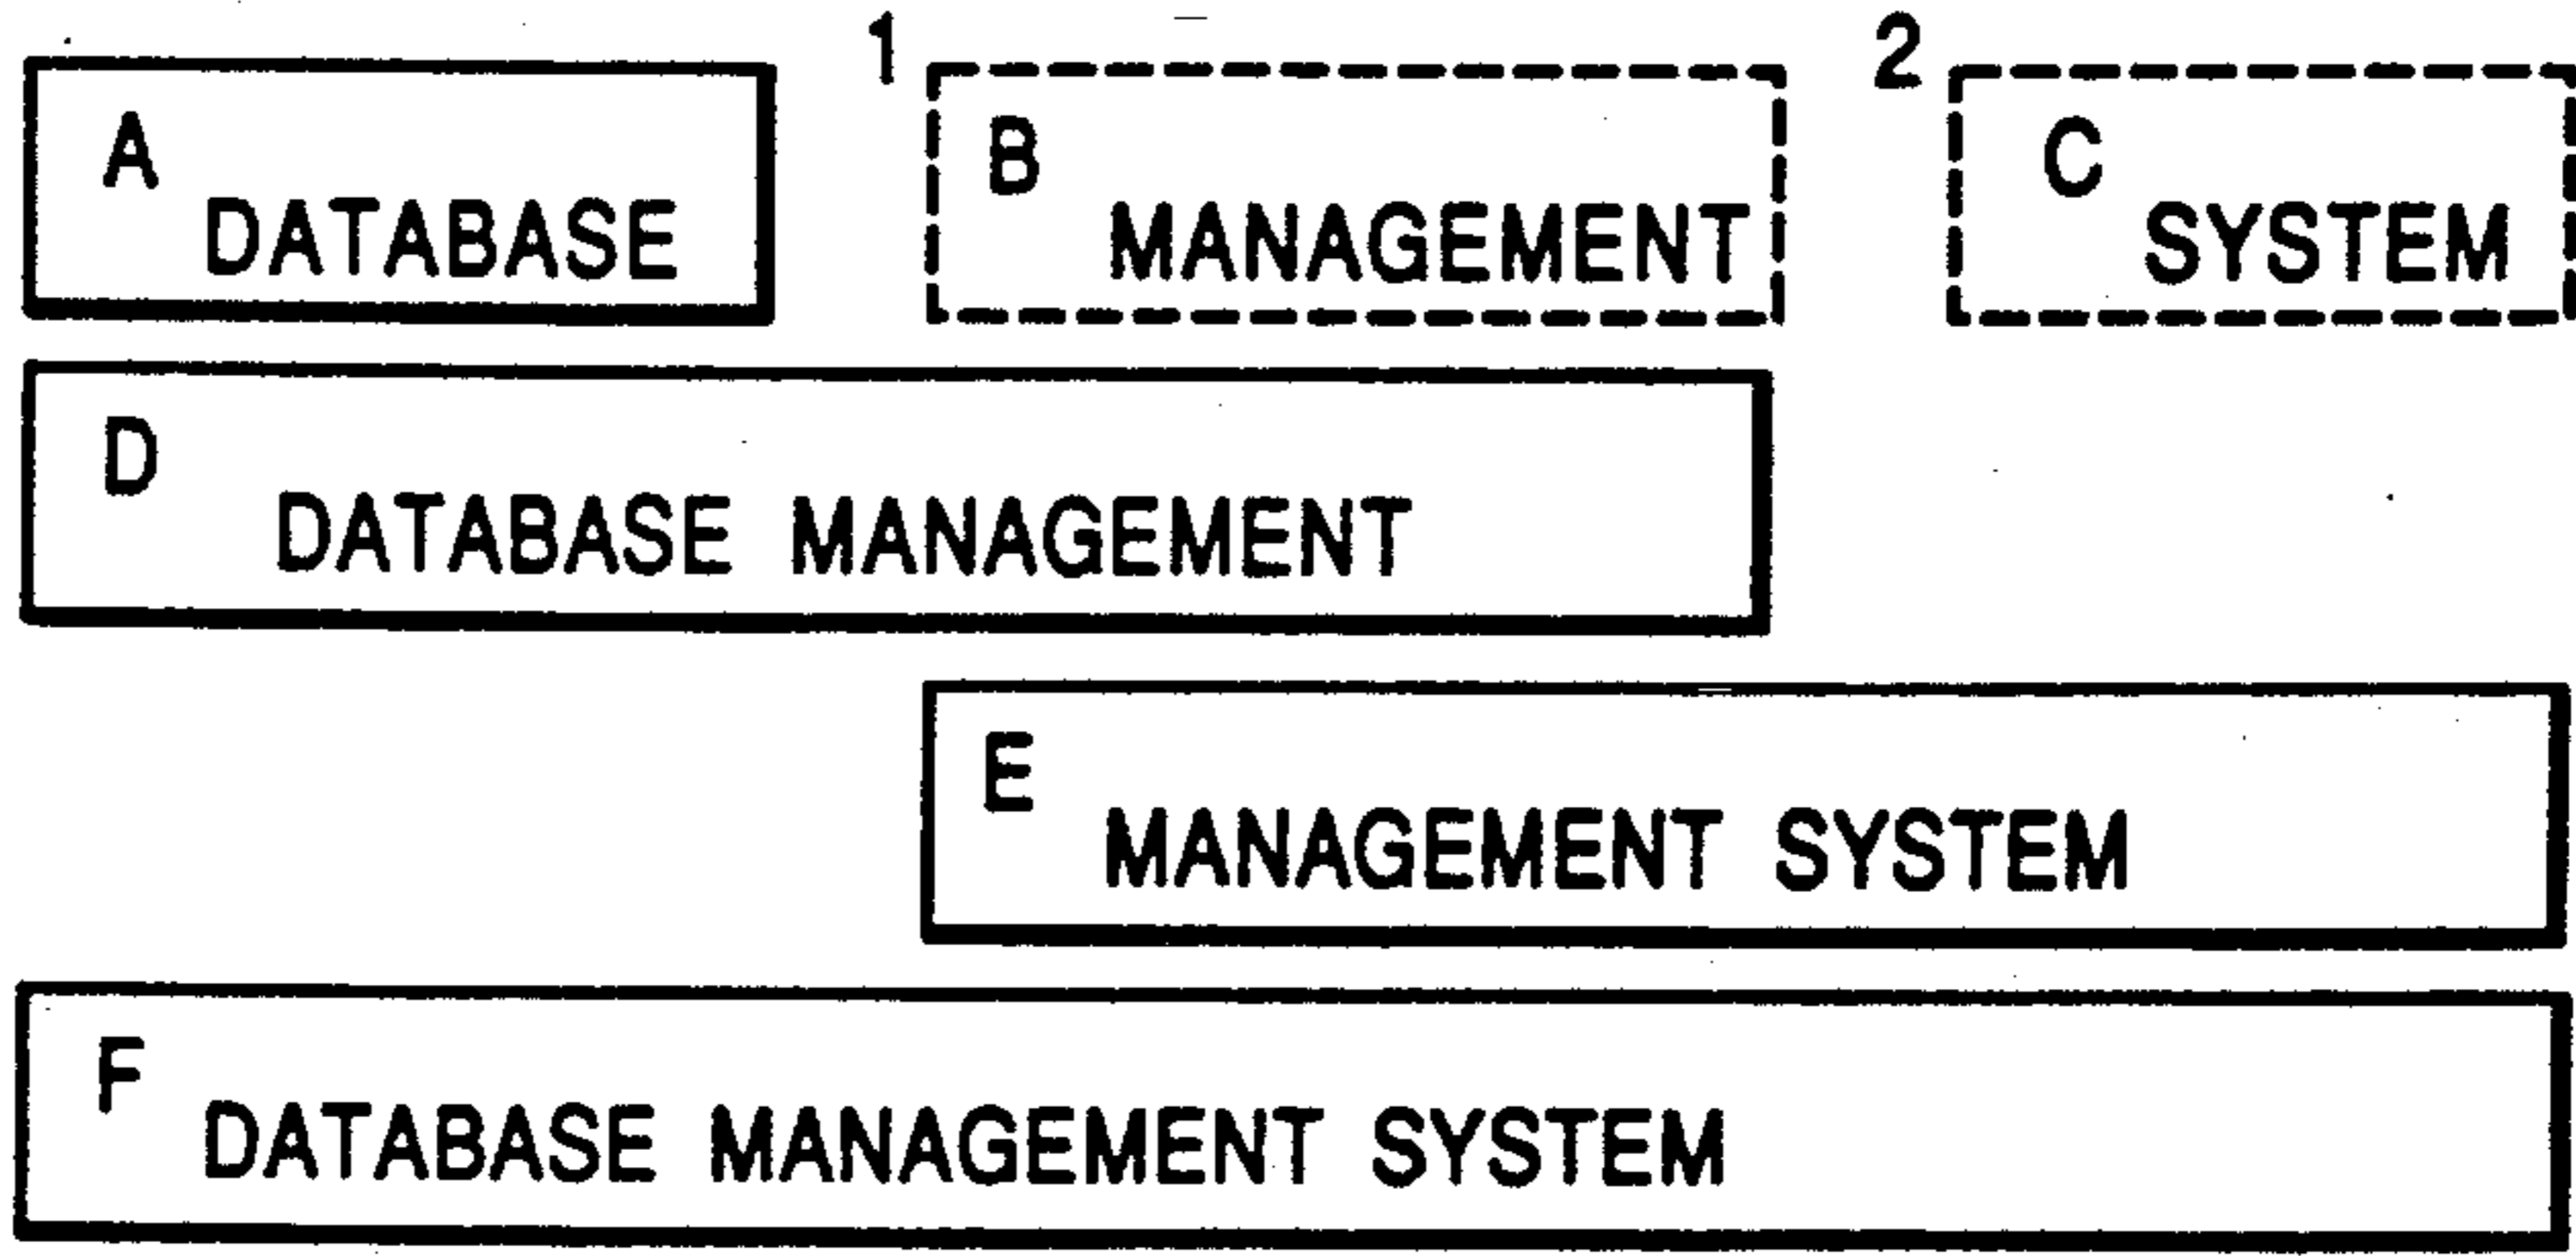 1 2
A B C
DATABASE MANAGEMENT SYSTEM
D
DATABASE MANAGEMENT
E
MANAGEMENT SYSTEM
F
DATABASE MANAGEMENT SYSTEM